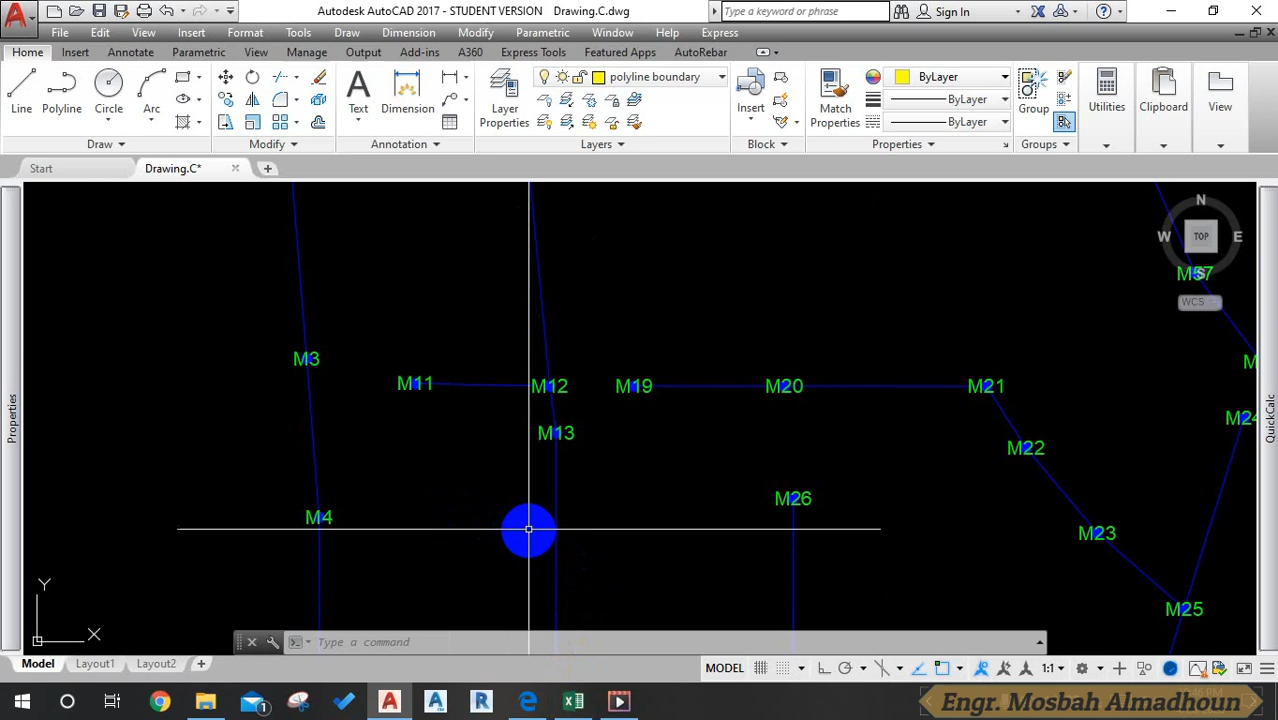 Autodesk AutoCAD 2017 - STUDENT VERSION Drawing.C.dwg
Type a keyword or phrase
Sign In
File Edit View Insert Format Tools Draw Dimension Modify Parametric Window Help Express
Home Insert Annotate Parametric View Manage Output Add-ins A360 Express Tools Featured Apps AutoRebar
polyline boundary
ByLayer
ByLayer
ByLayer
Line Polyline Circle Arc
Text Dimension
Layer Properties
Insert
Match Properties
Group
Utilities
Clipboard
View
Draw Modify Annotation Layers Block Properties Groups
Start
Drawing.C*
N
W TOP E
S
WCS
M57
M3
M11
M12
M19
M20
M21
M24
M13
M22
M26
M4
M23
M25
Properties
QuickCalc
Y
X
Type a command
Model Layout1 Layout2
MODEL
1:1
1
Engr. Mosbah Almadhoun